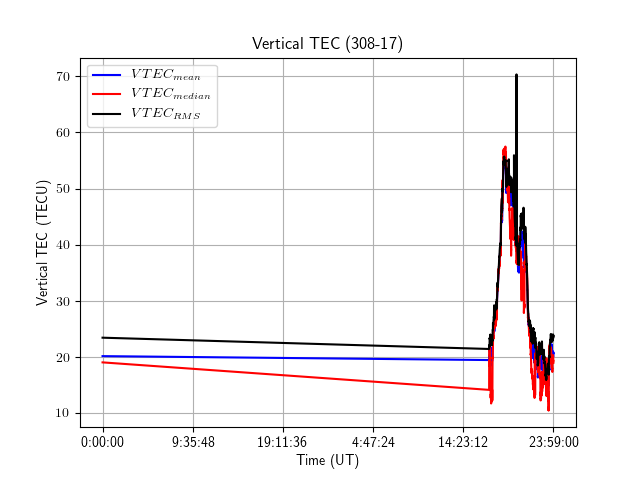 Vertical TEC (308-17)
VTEC_mean
VTEC_median
VTEC_RMS
70
60
50
40
30
20
10
Vertical TEC (TECU)
0:00:00 9:35:48 19:11:36 4:47:24 14:23:12 23:59:00
Time (UT)